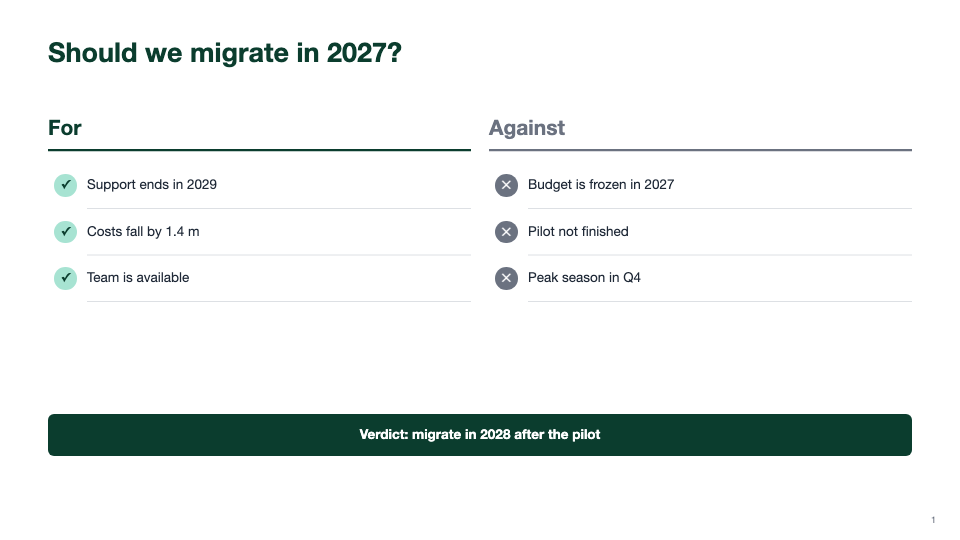 Should we migrate in 2027?
For
Support ends in 2029
Costs fall by 1.4 m
Team is available
Against
Budget is frozen in 2027
Pilot not finished
Peak season in Q4
Verdict: migrate in 2028 after the pilot
1